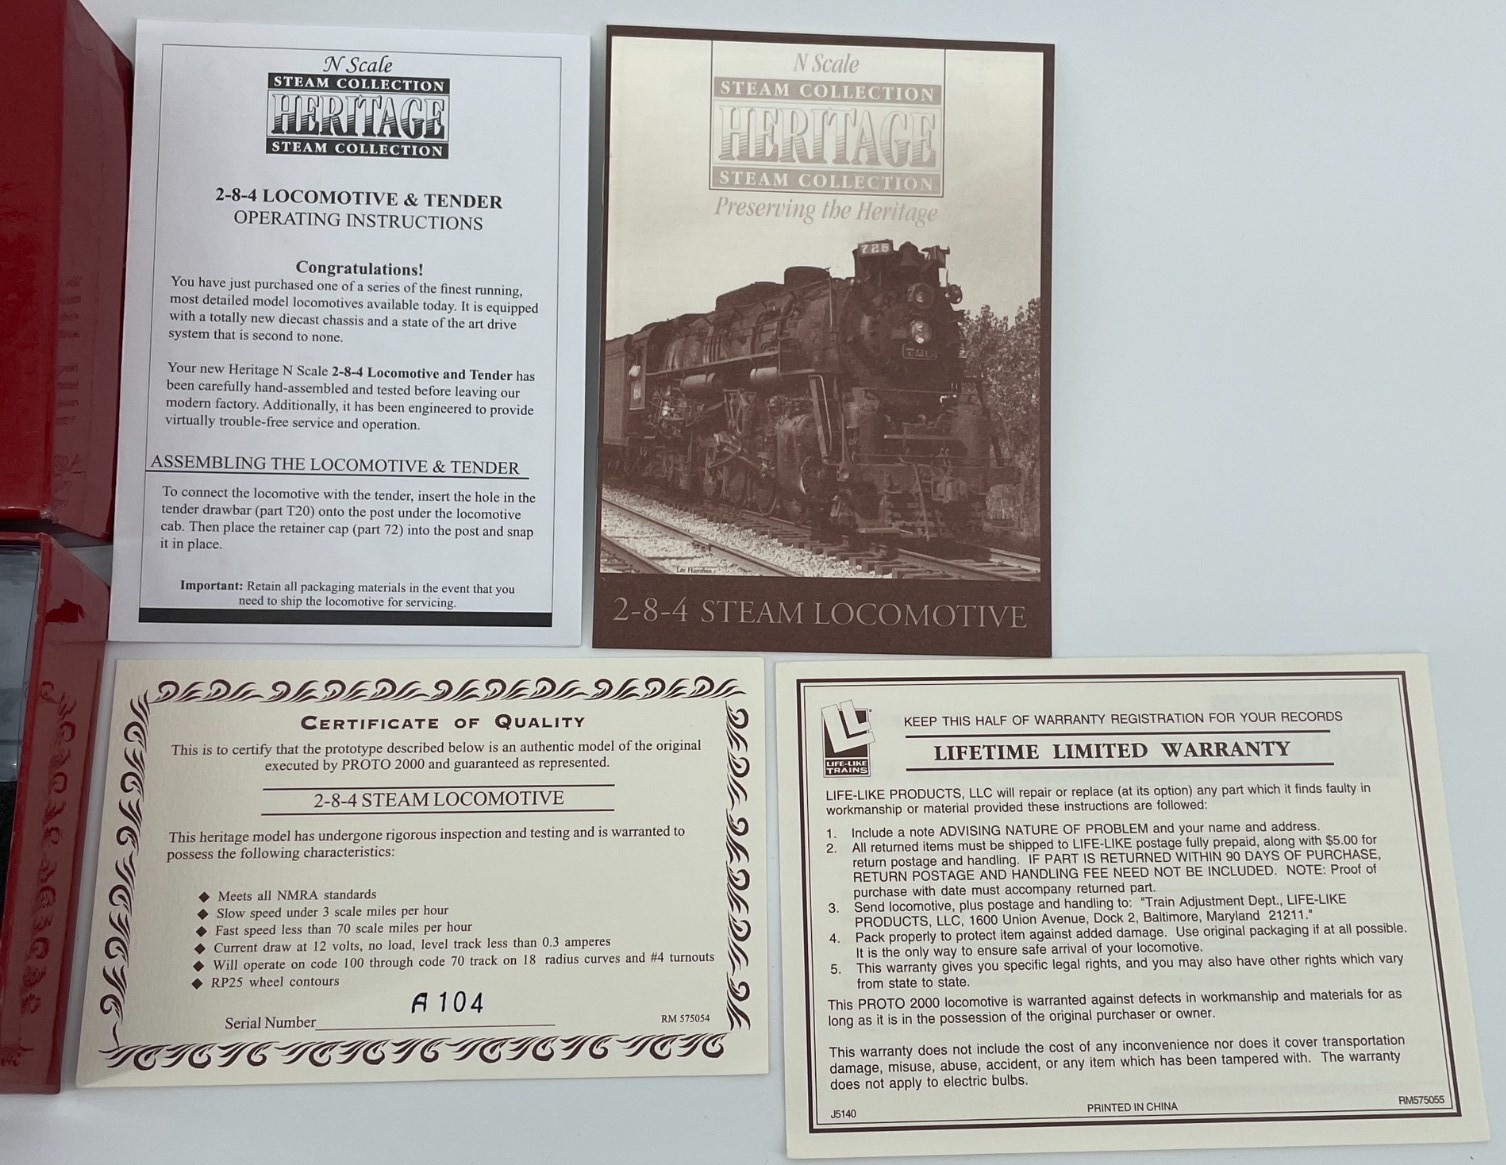 N Scale
STEAM COLLECTION
HERITAGE
STEAM COLLECTION
2-8-4 LOCOMOTIVE & TENDER
OPERATING INSTRUCTIONS
Congratulations!
You have just purchased one of a series of the finest running,
most detailed model locomotives available today. It is equipped
with a totally new diecast chassis and a state of the art drive
system that is second to none.
Your new Heritage N Scale 2-8-4 Locomotive and Tender has
been carefully hand-assembled and tested before leaving our
modern factory. Additionally, it has been engineered to provide
virtually trouble-free service and operation.
ASSEMBLING THE LOCOMOTIVE & TENDER
To connect the locomotive with the tender, insert the hole in the
tender drawbar (part T20) onto the post under the locomotive
cab. Then place the retainer cap (part 72) into the post and snap
it in place.
Important: Retain all packaging materials in the event that you
need to ship the locomotive for servicing.
N Scale
STEAM COLLECTION
HERITAGE
STEAM COLLECTION
Preserving the Heritage
2-8-4 STEAM LOCOMOTIVE
CERTIFICATE OF QUALITY
This is to certify that the prototype described below is an authentic model of the original
executed by PROTO 2000 and guaranteed as represented.
2-8-4 STEAM LOCOMOTIVE
This heritage model has undergone rigorous inspection and testing and is warranted to
possess the following characteristics:
◆ Meets all NMRA standards
◆ Slow speed under 3 scale miles per hour
◆ Fast speed less than 70 scale miles per hour
◆ Current draw at 12 volts, no load, level track less than 0.3 amperes
◆ Will operate on code 100 through code 70 track on 18 radius curves and #4 turnouts
◆ RP25 wheel contours
Serial Number A104
RM 575054
LIFE-LIKE
TRAINS
KEEP THIS HALF OF WARRANTY REGISTRATION FOR YOUR RECORDS
LIFETIME LIMITED WARRANTY
LIFE-LIKE PRODUCTS, LLC will repair or replace (at its option) any part which it finds faulty in
workmanship or material provided these instructions are followed:
1. Include a note ADVISING NATURE OF PROBLEM and your name and address.
2. All returned items must be shipped to LIFE-LIKE postage fully prepaid, along with $5.00 for
return postage and handling. IF PART IS RETURNED WITHIN 90 DAYS OF PURCHASE,
RETURN POSTAGE AND HANDLING FEE NEED NOT BE INCLUDED. NOTE: Proof of
purchase with date must accompany returned part.
3. Send locomotive, plus postage and handling to: "Train Adjustment Dept., LIFE-LIKE
PRODUCTS, LLC, 1600 Union Avenue, Dock 2, Baltimore, Maryland 21211."
4. Pack properly to protect item against added damage. Use original packaging if at all possible.
It is the only way to ensure safe arrival of your locomotive.
5. This warranty gives you specific legal rights, and you may also have other rights which vary
from state to state.
This PROTO 2000 locomotive is warranted against defects in workmanship and materials for as
long as it is in the possession of the original purchaser or owner.
This warranty does not include the cost of any inconvenience nor does it cover transportation
damage, misuse, abuse, accident, or any item which has been tampered with. The warranty
does not apply to electric bulbs.
J5140
PRINTED IN CHINA
RM575055